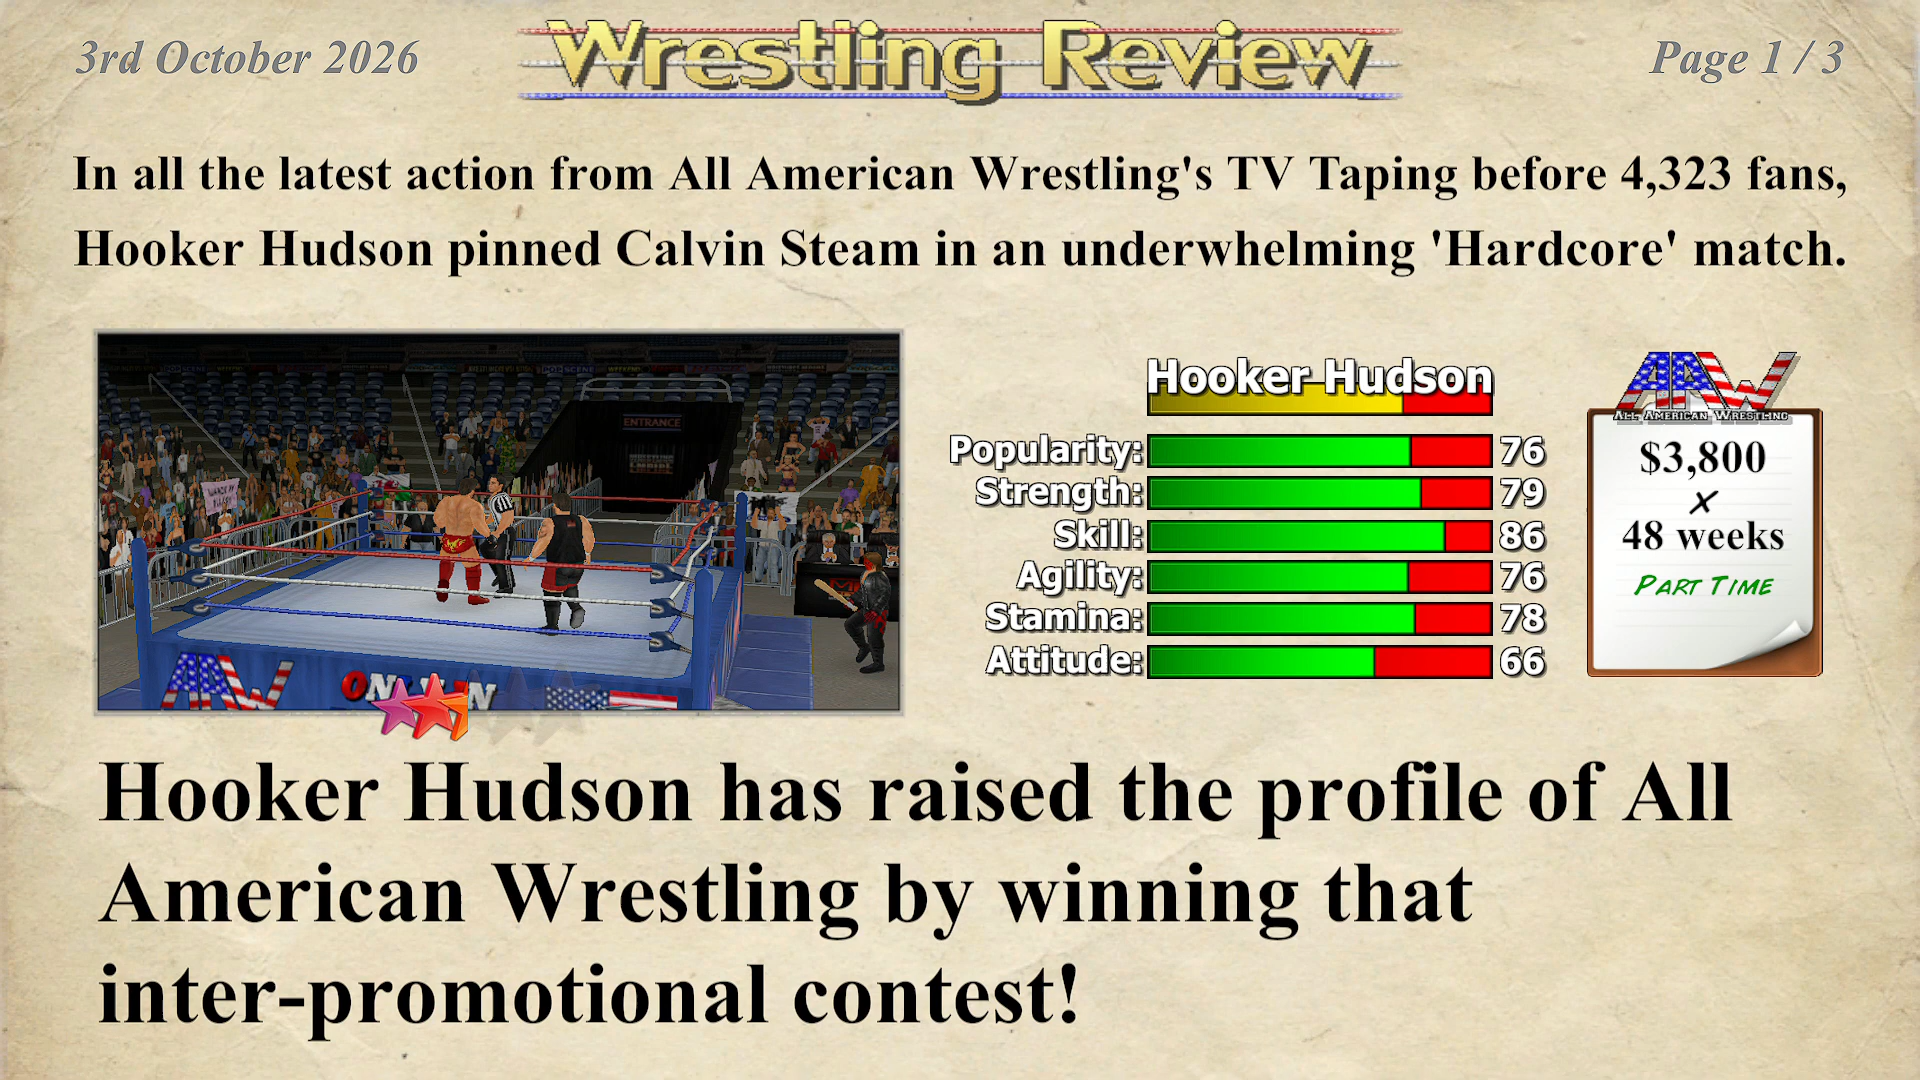 3rd October 2026
Wrestling Review
Page 1 / 3
In all the latest action from All American Wrestling's TV Taping before 4,323 fans,
Hooker Hudson pinned Calvin Steam in an underwhelming 'Hardcore' match.
ENTRANCE
AAW
Hooker Hudson
Popularity: 76
Strength: 79
Skill: 86
Agility: 76
Stamina: 78
Attitude: 66
AAW
ALL AMERICAN WRESTLING
$3,800
×
48 weeks
PART TIME
Hooker Hudson has raised the profile of All
American Wrestling by winning that
inter-promotional contest!